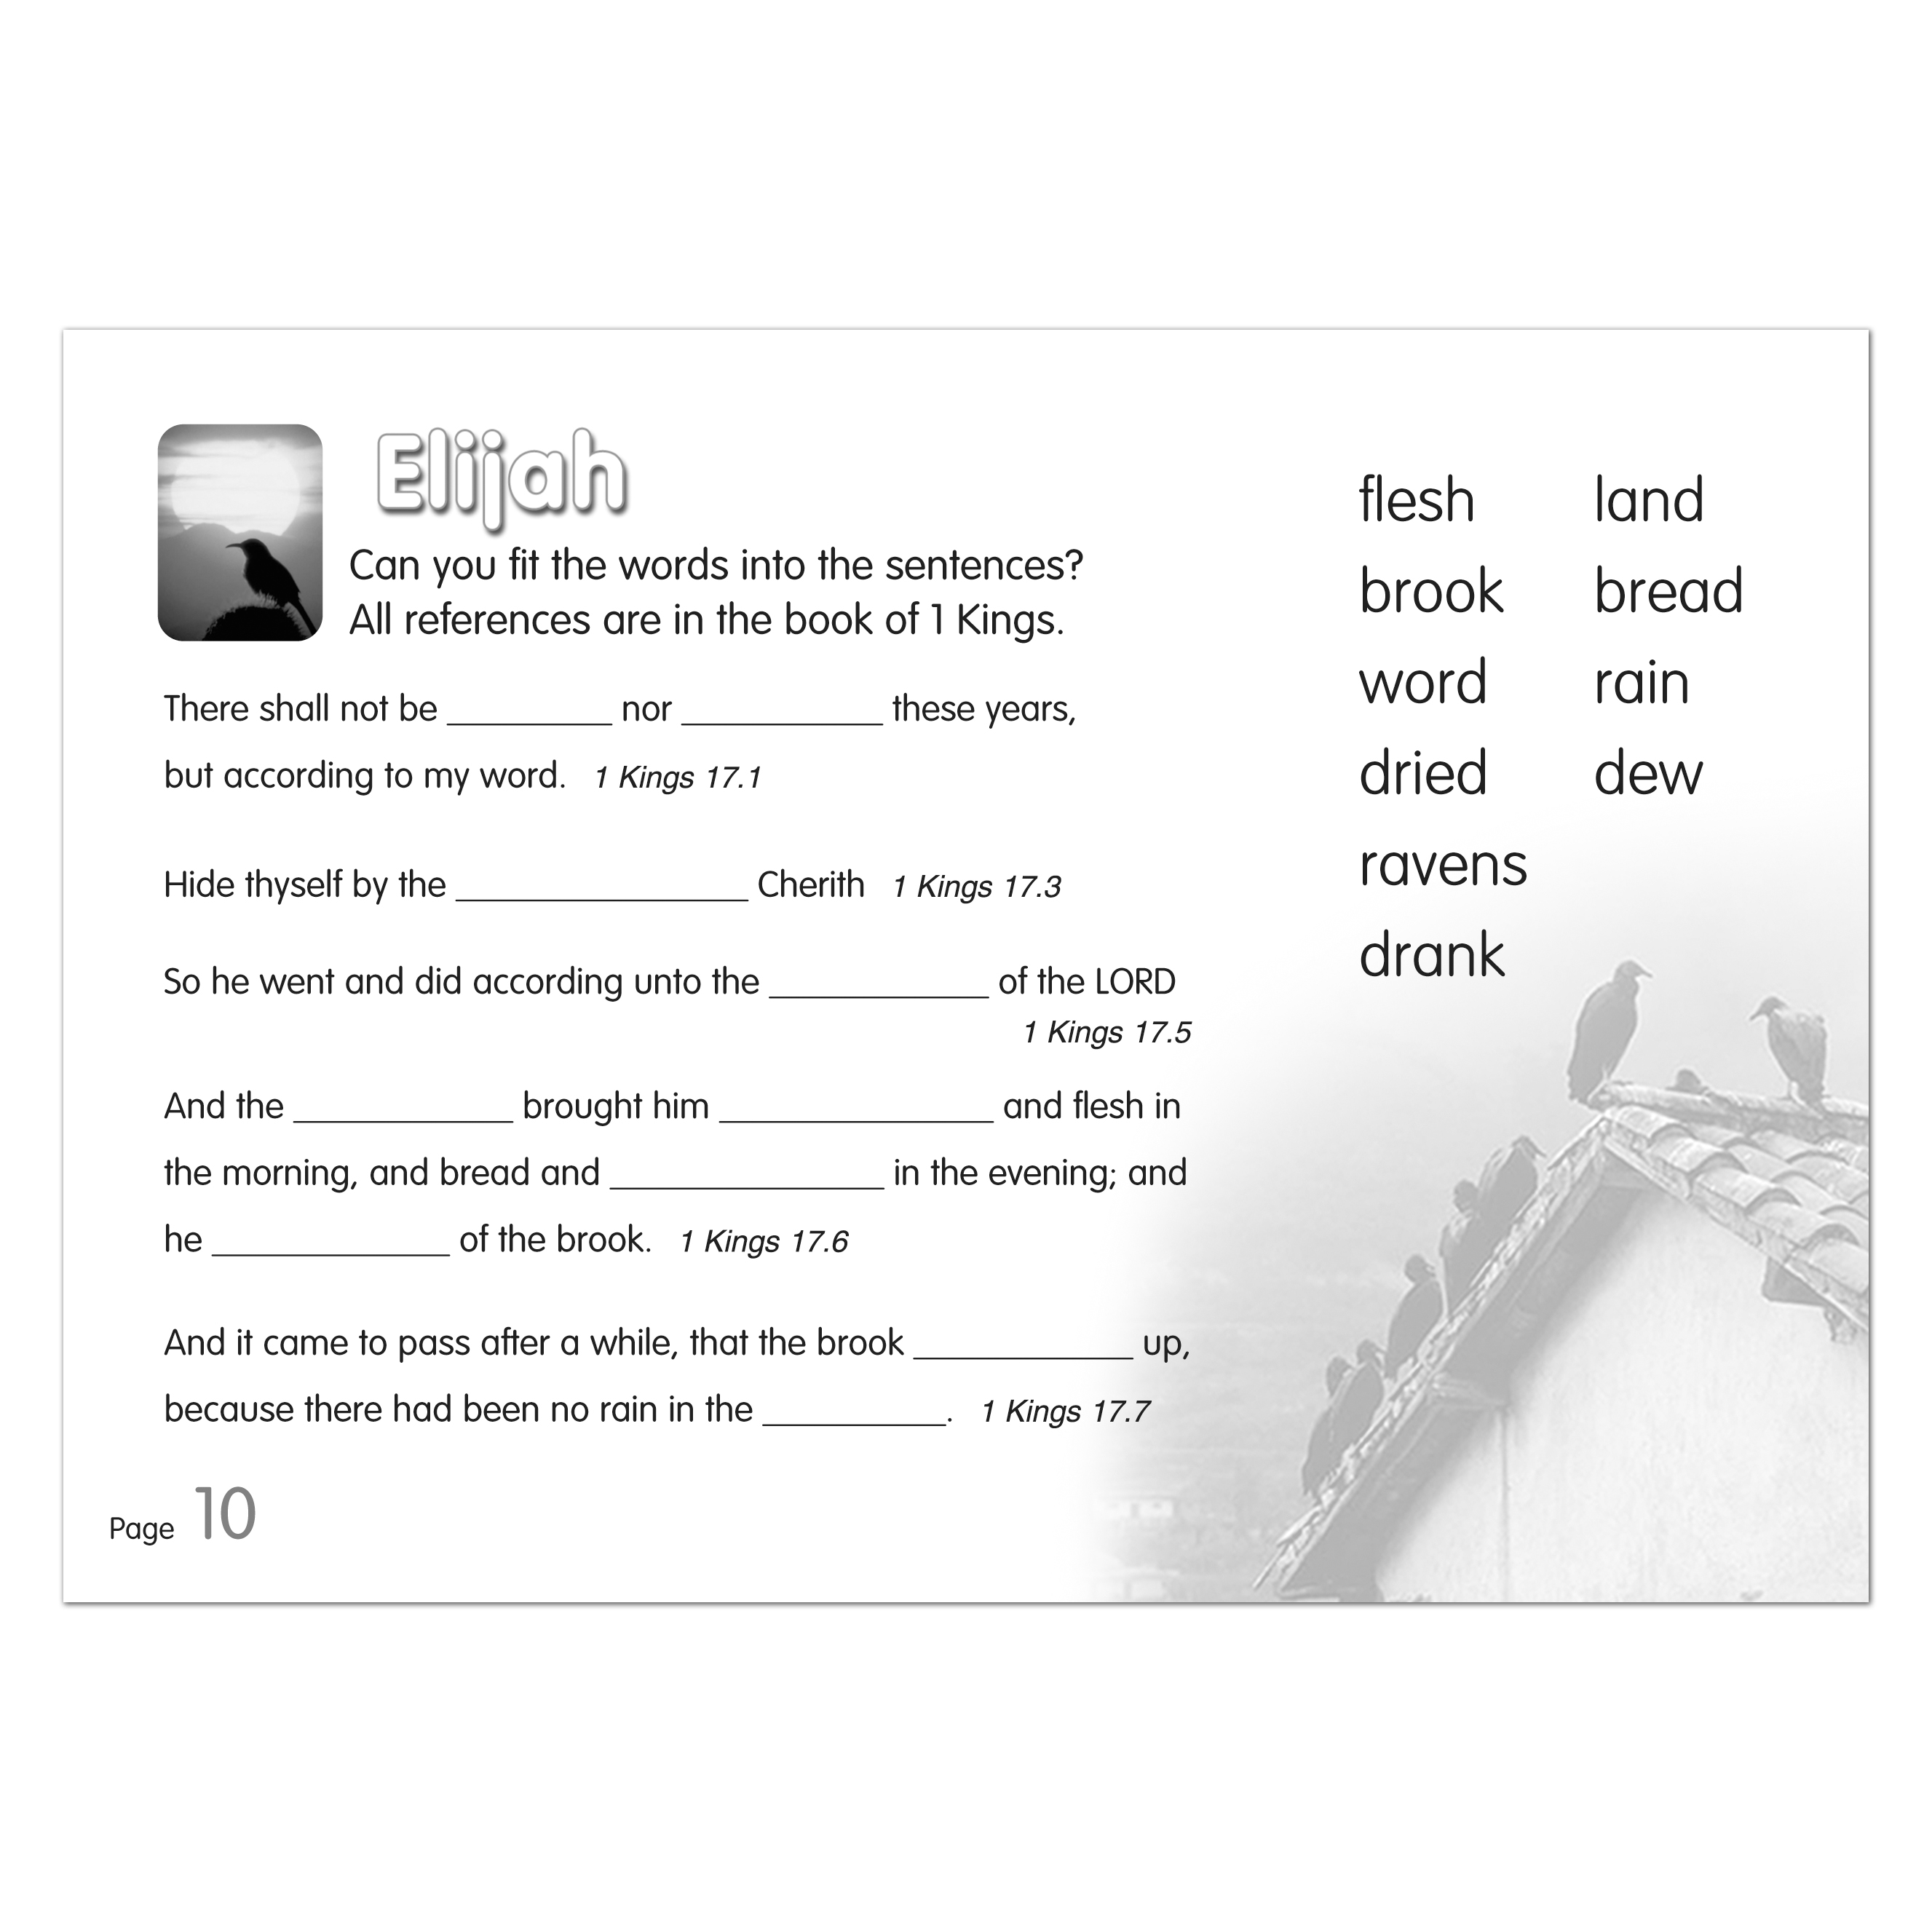 Elijah
Can you fit the words into the sentences?
All references are in the book of 1 Kings.
There shall not be _________ nor ___________ these years,
but according to my word. 1 Kings 17.1
Hide thyself by the ________________ Cherith 1 Kings 17.3
So he went and did according unto the ____________ of the LORD
1 Kings 17.5
And the ____________ brought him _______________ and flesh in
the morning, and bread and _______________ in the evening; and
he _____________ of the brook. 1 Kings 17.6
And it came to pass after a while, that the brook ____________ up,
because there had been no rain in the __________. 1 Kings 17.7
Page 10
flesh land
brook bread
word rain
dried dew
ravens
drank